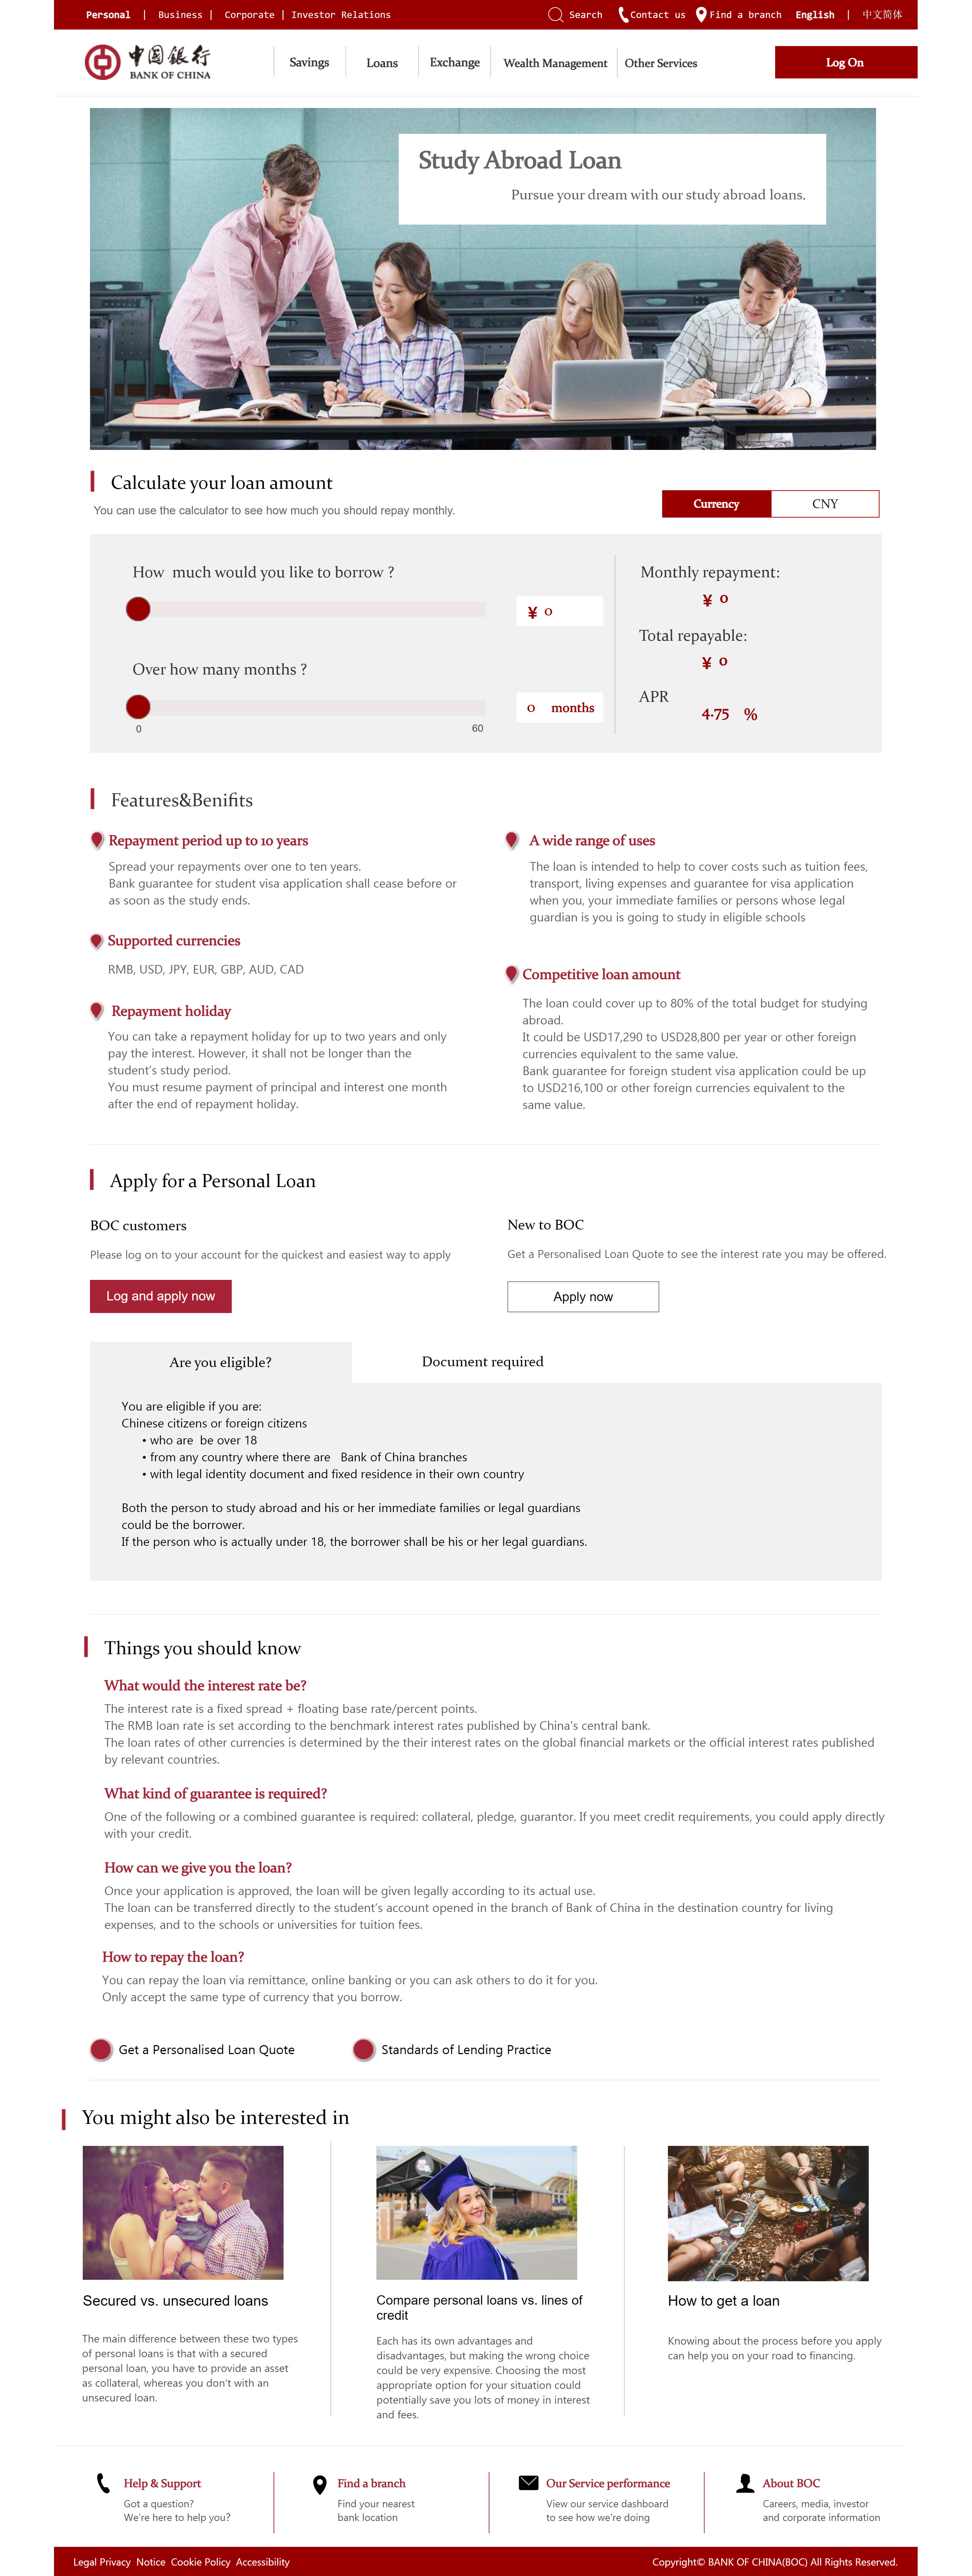 Personal | Business | Corporate | Investor Relations
Search Contact us Find a branch English | 中文简体
中国银行
BANK OF CHINA
Savings Loans Exchange Wealth Management Other Services
Log On
Study Abroad Loan
Pursue your dream with our study abroad loans.
Calculate your loan amount
You can use the calculator to see how much you should repay monthly.
Currency CNY
How much would you like to borrow ?
¥ 0
Over how many months ?
0 months
0 60
Monthly repayment:
¥ 0
Total repayable:
¥ 0
APR
4.75 %
Features&Benifits
Repayment period up to 10 years
Spread your repayments over one to ten years.
Bank guarantee for student visa application shall cease before or
as soon as the study ends.
Supported currencies
RMB, USD, JPY, EUR, GBP, AUD, CAD
Repayment holiday
You can take a repayment holiday for up to two years and only
pay the interest. However, it shall not be longer than the
student's study period.
You must resume payment of principal and interest one month
after the end of repayment holiday.
A wide range of uses
The loan is intended to help to cover costs such as tuition fees,
transport, living expenses and guarantee for visa application
when you, your immediate families or persons whose legal
guardian is you is going to study in eligible schools
Competitive loan amount
The loan could cover up to 80% of the total budget for studying
abroad.
It could be USD17,290 to USD28,800 per year or other foreign
currencies equivalent to the same value.
Bank guarantee for foreign student visa application could be up
to USD216,100 or other foreign currencies equivalent to the
same value.
Apply for a Personal Loan
BOC customers
Please log on to your account for the quickest and easiest way to apply
Log and apply now
New to BOC
Get a Personalised Loan Quote to see the interest rate you may be offered.
Apply now
Are you eligible? Document required
You are eligible if you are:
Chinese citizens or foreign citizens
• who are be over 18
• from any country where there are Bank of China branches
• with legal identity document and fixed residence in their own country
Both the person to study abroad and his or her immediate families or legal guardians
could be the borrower.
If the person who is actually under 18, the borrower shall be his or her legal guardians.
Things you should know
What would the interest rate be?
The interest rate is a fixed spread + floating base rate/percent points.
The RMB loan rate is set according to the benchmark interest rates published by China's central bank.
The loan rates of other currencies is determined by the their interest rates on the global financial markets or the official interest rates published
by relevant countries.
What kind of guarantee is required?
One of the following or a combined guarantee is required: collateral, pledge, guarantor. If you meet credit requirements, you could apply directly
with your credit.
How can we give you the loan?
Once your application is approved, the loan will be given legally according to its actual use.
The loan can be transferred directly to the student's account opened in the branch of Bank of China in the destination country for living
expenses, and to the schools or universities for tuition fees.
How to repay the loan?
You can repay the loan via remittance, online banking or you can ask others to do it for you.
Only accept the same type of currency that you borrow.
Get a Personalised Loan Quote Standards of Lending Practice
You might also be interested in
Secured vs. unsecured loans
The main difference between these two types
of personal loans is that with a secured
personal loan, you have to provide an asset
as collateral, whereas you don't with an
unsecured loan.
Compare personal loans vs. lines of
credit
Each has its own advantages and
disadvantages, but making the wrong choice
could be very expensive. Choosing the most
appropriate option for your situation could
potentially save you lots of money in interest
and fees.
How to get a loan
Knowing about the process before you apply
can help you on your road to financing.
Help & Support
Got a question?
We're here to help you?
Find a branch
Find your nearest
bank location
Our Service performance
View our service dashboard
to see how we're doing
About BOC
Careers, media, investor
and corporate information
Legal Privacy Notice Cookie Policy Accessibility
Copyright© BANK OF CHINA(BOC) All Rights Reserved.